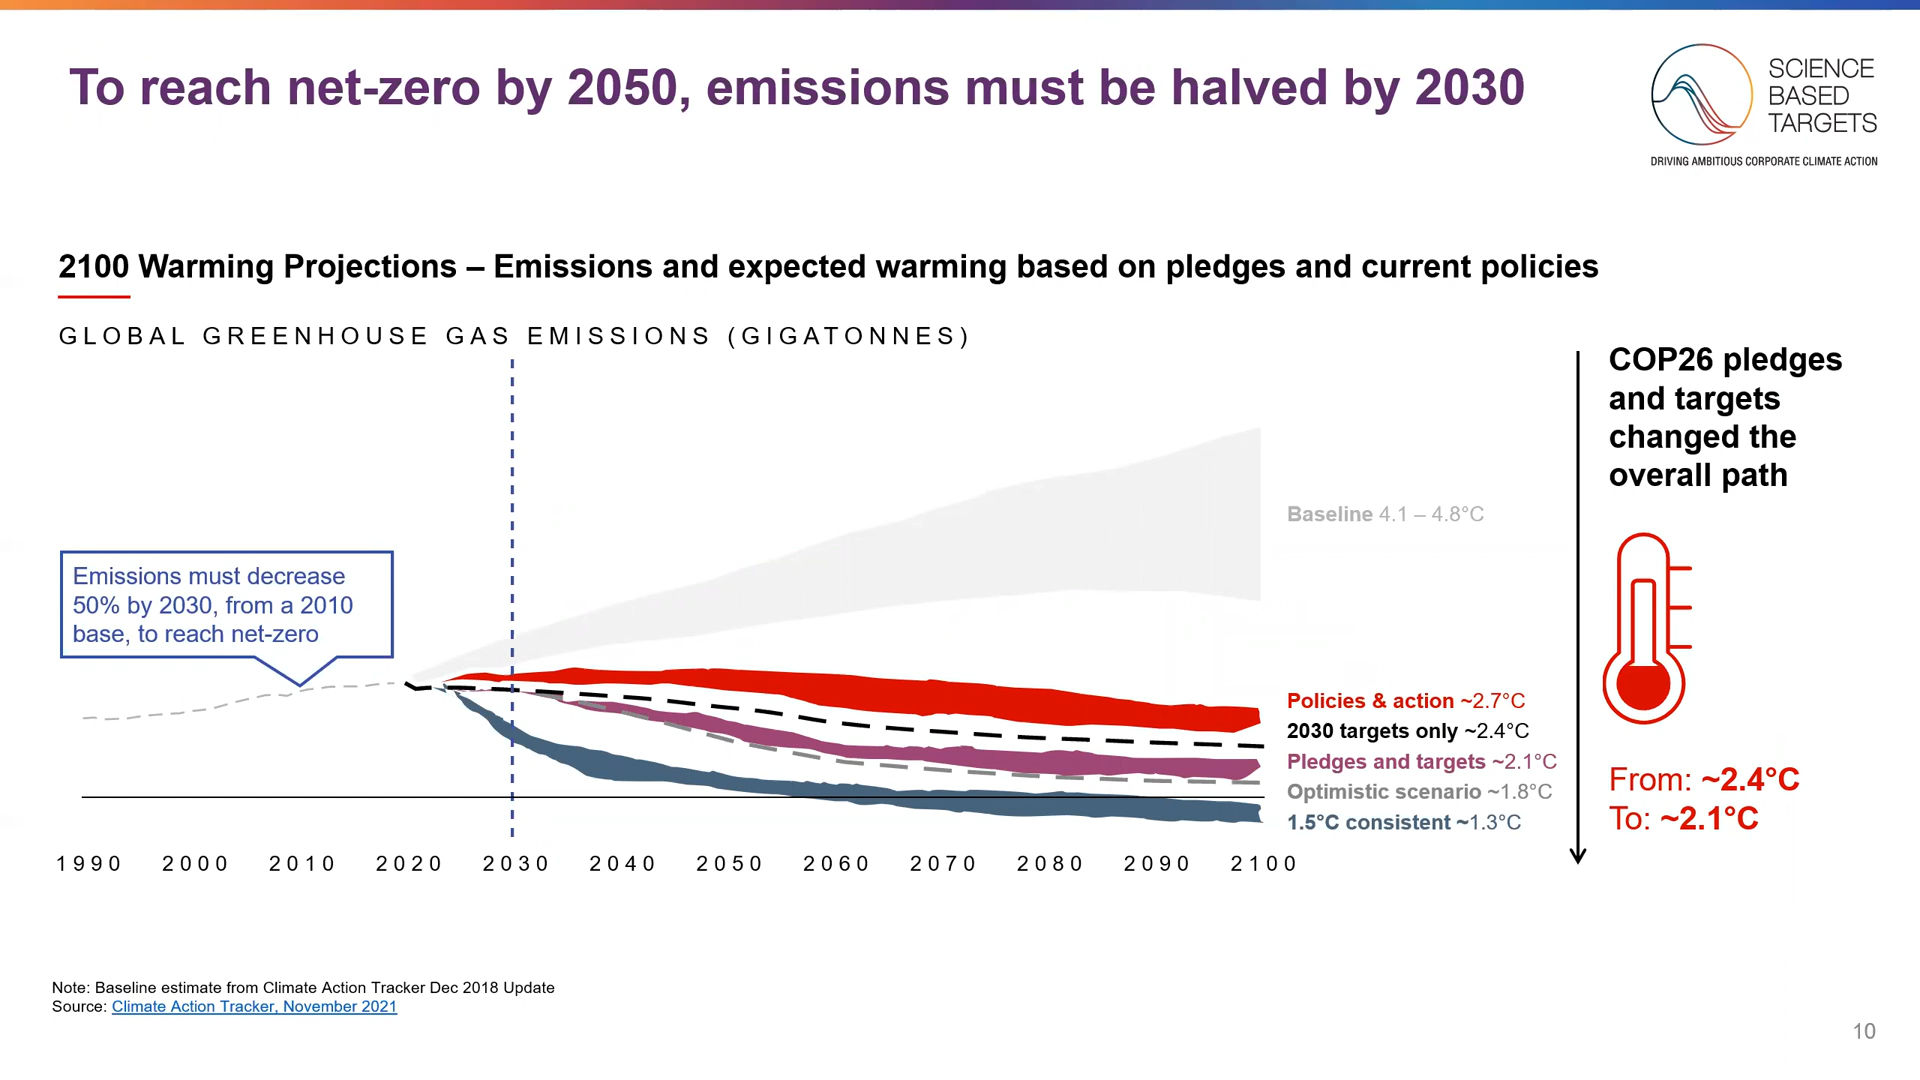 To reach net-zero by 2050, emissions must be halved by 2030
SCIENCE
BASED
TARGETS
DRIVING AMBITIOUS CORPORATE CLIMATE ACTION
2100 Warming Projections – Emissions and expected warming based on pledges and current policies
GLOBAL GREENHOUSE GAS EMISSIONS (GIGATONNES)
COP26 pledges
and targets
changed the
overall path
Baseline 4.1 – 4.8°C
Emissions must decrease
50% by 2030, from a 2010
base, to reach net-zero
Policies & action ~2.7°C
2030 targets only ~2.4°C
Pledges and targets ~2.1°C
Optimistic scenario ~1.8°C
1.5°C consistent ~1.3°C
From: ~2.4°C
To: ~2.1°C
1990 2000 2010 2020 2030 2040 2050 2060 2070 2080 2090 2100
Note: Baseline estimate from Climate Action Tracker Dec 2018 Update
Source: Climate Action Tracker, November 2021
10